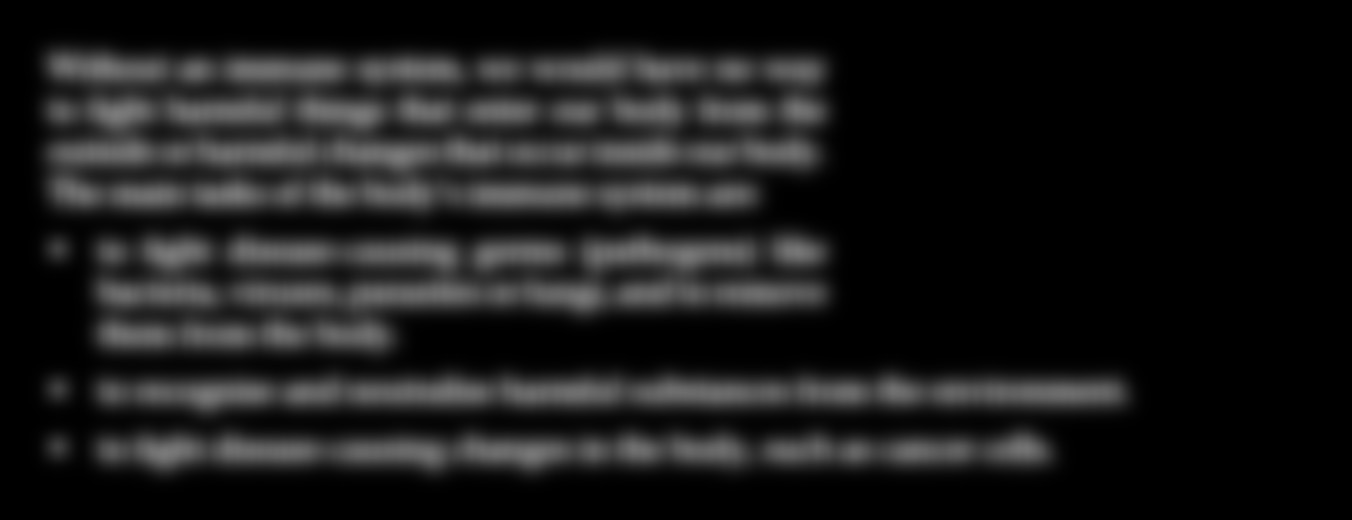 Without an immune system, we would have no way
to fight harmful things that enter our body from the
outside or harmful changes that occur inside our body.
The main tasks of the body's immune system are
• to fight disease-causing germs (pathogens) like
bacteria, viruses, parasites or fungi, and to remove
them from the body.
• to recognise and neutralise harmful substances from the environment.
• to fight disease-causing changes in the body, such as cancer cells.